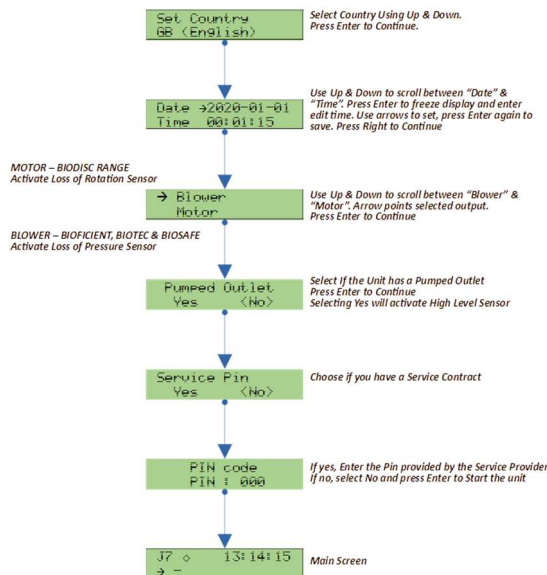 Set Country
GB (English)
Select Country Using Up & Down.
Press Enter to Continue.
Date →2020-01-01
Time 00:01:15
Use Up & Down to scroll between “Date” &
“Time”. Press Enter to freeze display and enter
edit time. Use arrows to set, press Enter again to
save. Press Right to Continue
MOTOR – BIODISC RANGE
Activate Loss of Rotation Sensor
→ Blower
Motor
Use Up & Down to scroll between “Blower” &
“Motor”. Arrow points selected output.
Press Enter to Continue
BLOWER – BIOFICIENT, BIOTEC & BIOSAFE
Activate Loss of Pressure Sensor
Pumped Outlet
Yes <No>
Select If the Unit has a Pumped Outlet
Press Enter to Continue
Selecting Yes will activate High Level Sensor
Service Pin
Yes <No>
Choose if you have a Service Contract
PIN code
PIN : 000
If yes, Enter the Pin provided by the Service Provider
If no, select No and press Enter to Start the unit
J7 ◇ 13:14:15
→ –
Main Screen